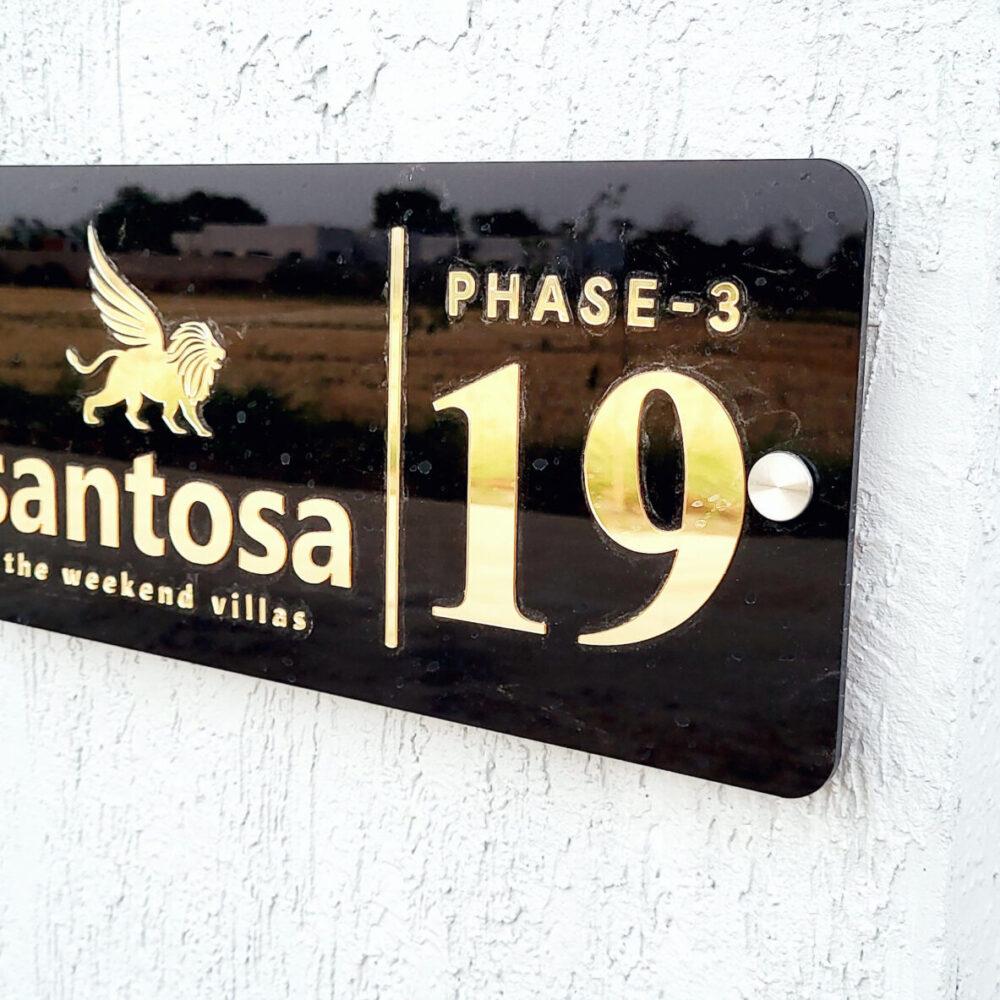 PHASE-3
19
santosa
the weekend villas